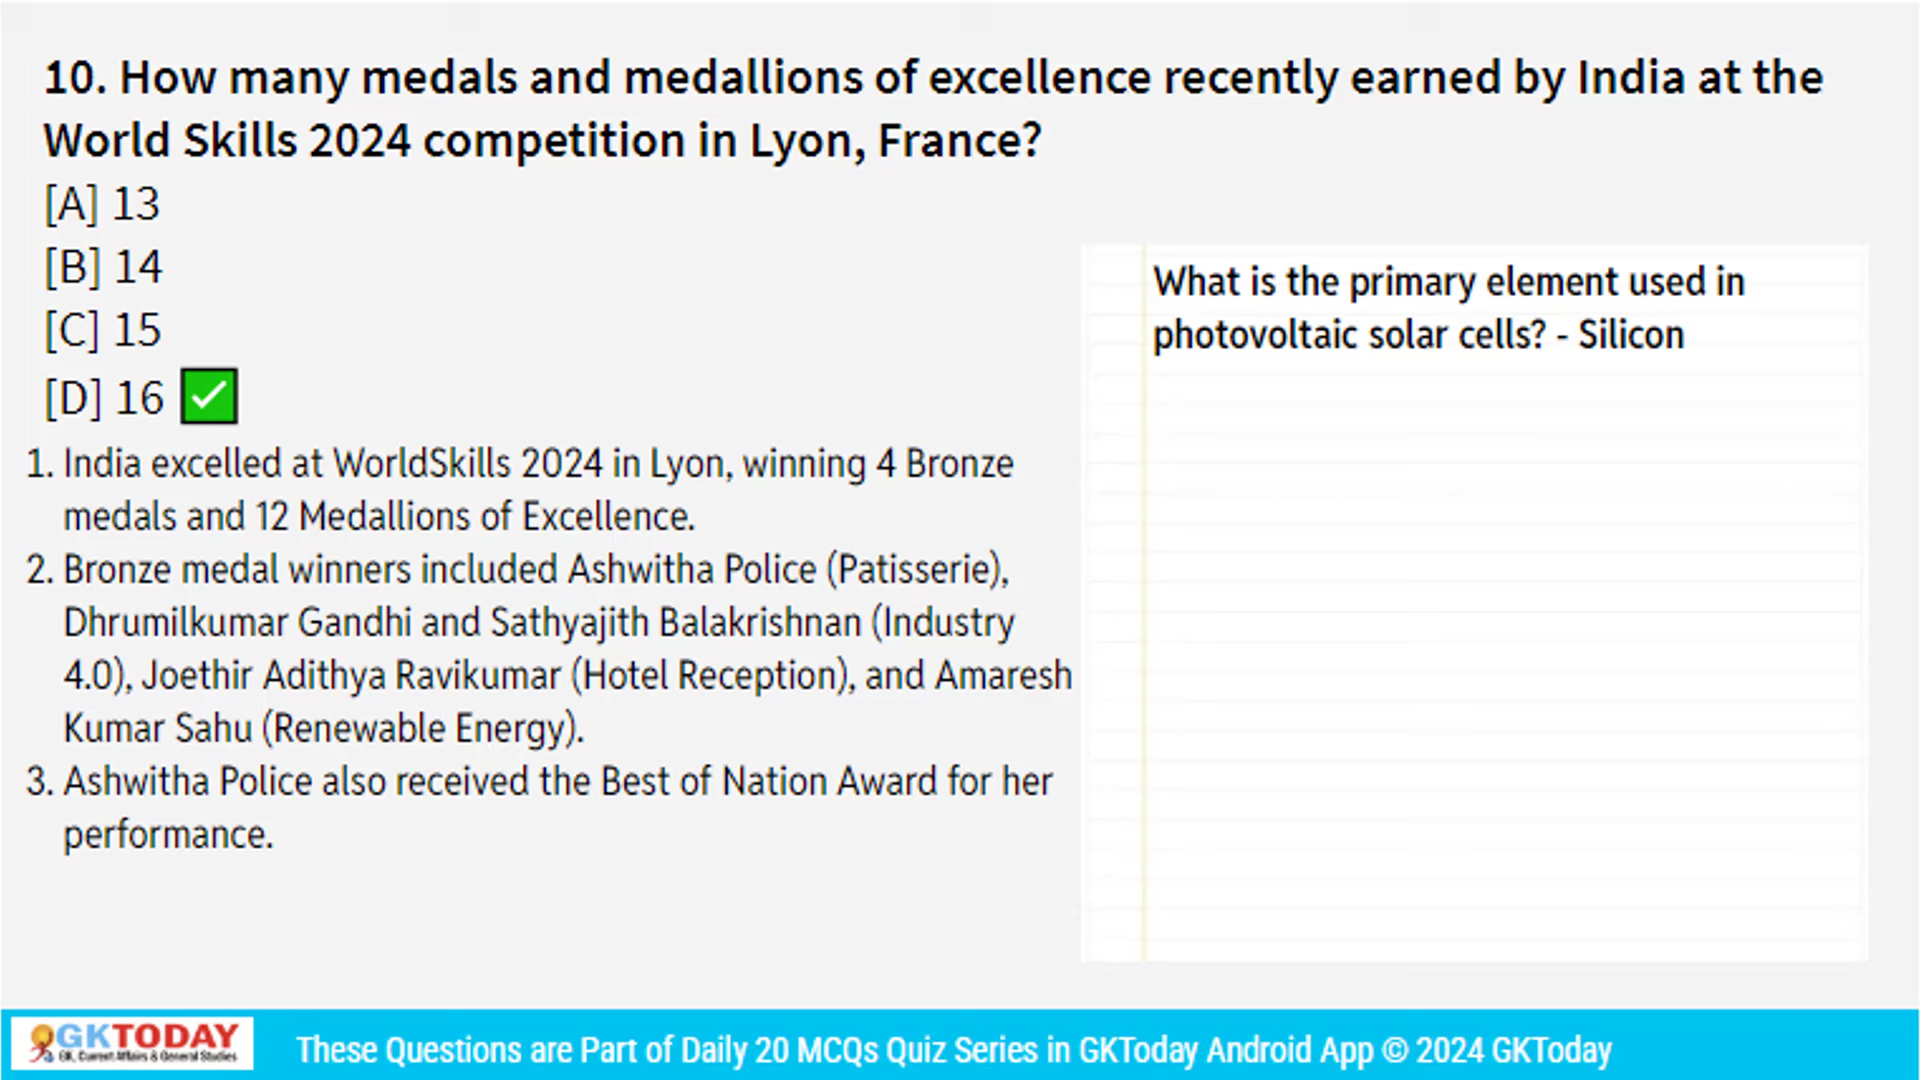 10. How many medals and medallions of excellence recently earned by India at the
World Skills 2024 competition in Lyon, France?
[A] 13
[B] 14
[C] 15
[D] 16
1. India excelled at WorldSkills 2024 in Lyon, winning 4 Bronze
medals and 12 Medallions of Excellence.
2. Bronze medal winners included Ashwitha Police (Patisserie),
Dhrumilkumar Gandhi and Sathyajith Balakrishnan (Industry
4.0), Joethir Adithya Ravikumar (Hotel Reception), and Amaresh
Kumar Sahu (Renewable Energy).
3. Ashwitha Police also received the Best of Nation Award for her
performance.
What is the primary element used in
photovoltaic solar cells? - Silicon
GKTODAY
GK, Current Affairs & General Studies
These Questions are Part of Daily 20 MCQs Quiz Series in GKToday Android App © 2024 GKToday